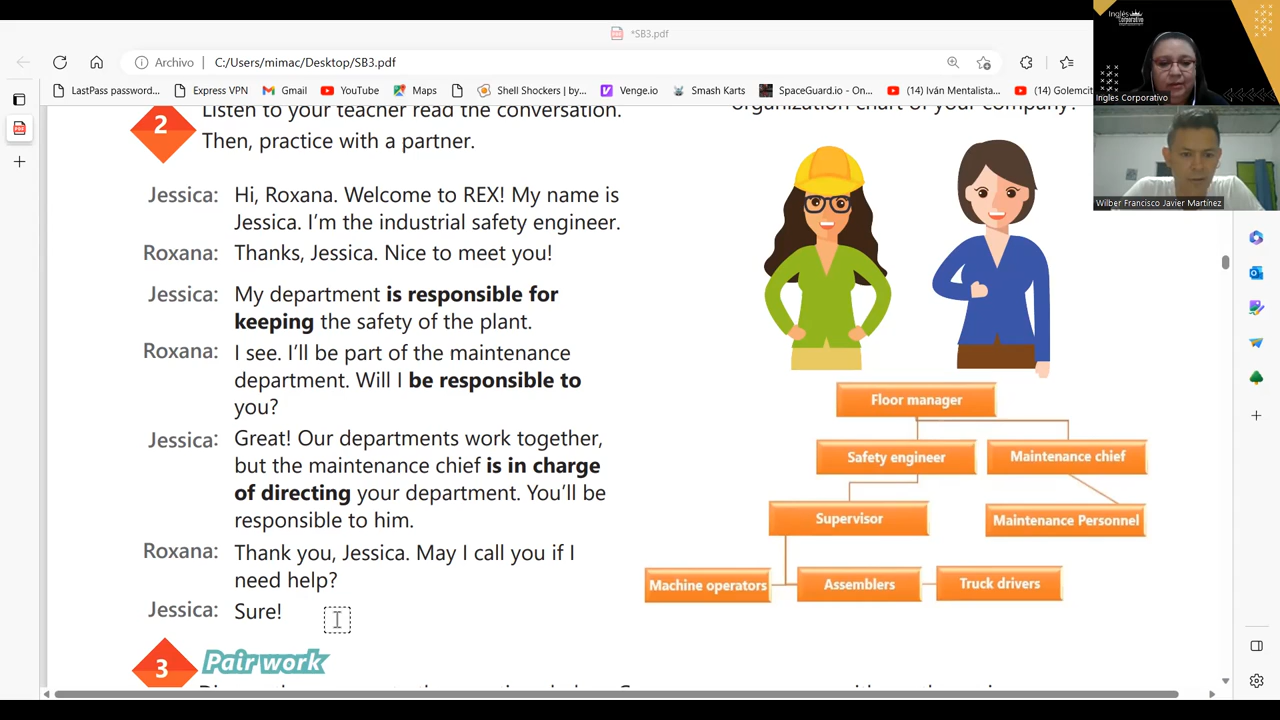 *SB3.pdf
Archivo
C:/Users/mimac/Desktop/SB3.pdf
LastPass password...
Express VPN
Gmail
YouTube
Maps
Shell Shockers | by...
Venge.io
Smash Karts
SpaceGuard.io - On...
(14) Iván Mentalista...
(14) Golemcit
Inglés
Corporativo
Inglés Corporativo
Wilber Francisco Javier Martínez
2
Listen to your teacher read the conversation.
Then, practice with a partner.
organization chart of your company?
Jessica: Hi, Roxana. Welcome to REX! My name is
Jessica. I'm the industrial safety engineer.
Roxana: Thanks, Jessica. Nice to meet you!
Jessica: My department is responsible for
keeping the safety of the plant.
Roxana: I see. I'll be part of the maintenance
department. Will I be responsible to
you?
Jessica: Great! Our departments work together,
but the maintenance chief is in charge
of directing your department. You'll be
responsible to him.
Roxana: Thank you, Jessica. May I call you if I
need help?
Jessica: Sure!
Floor manager
Safety engineer
Maintenance chief
Supervisor
Maintenance Personnel
Machine operators
Assemblers
Truck drivers
3
Pair work